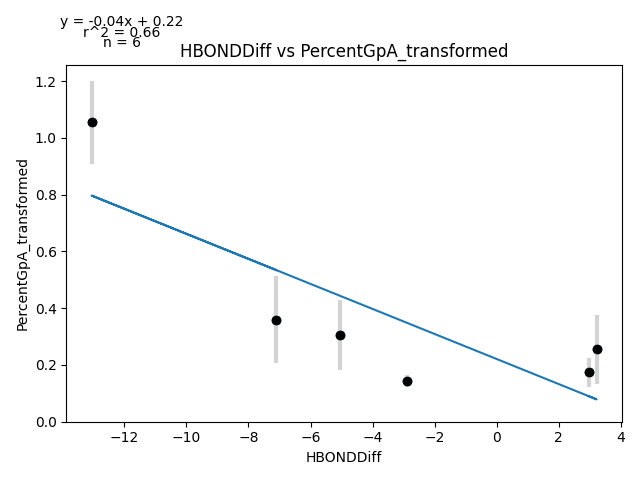 y = -0.04x + 0.22
r^2 = 0.66
n = 6
HBONDDiff vs PercentGpA_transformed
PercentGpA_transformed
1.2
1.0
0.8
0.6
0.4
0.2
0.0
−12 −10 −8 −6 −4 −2 0 2 4
HBONDDiff